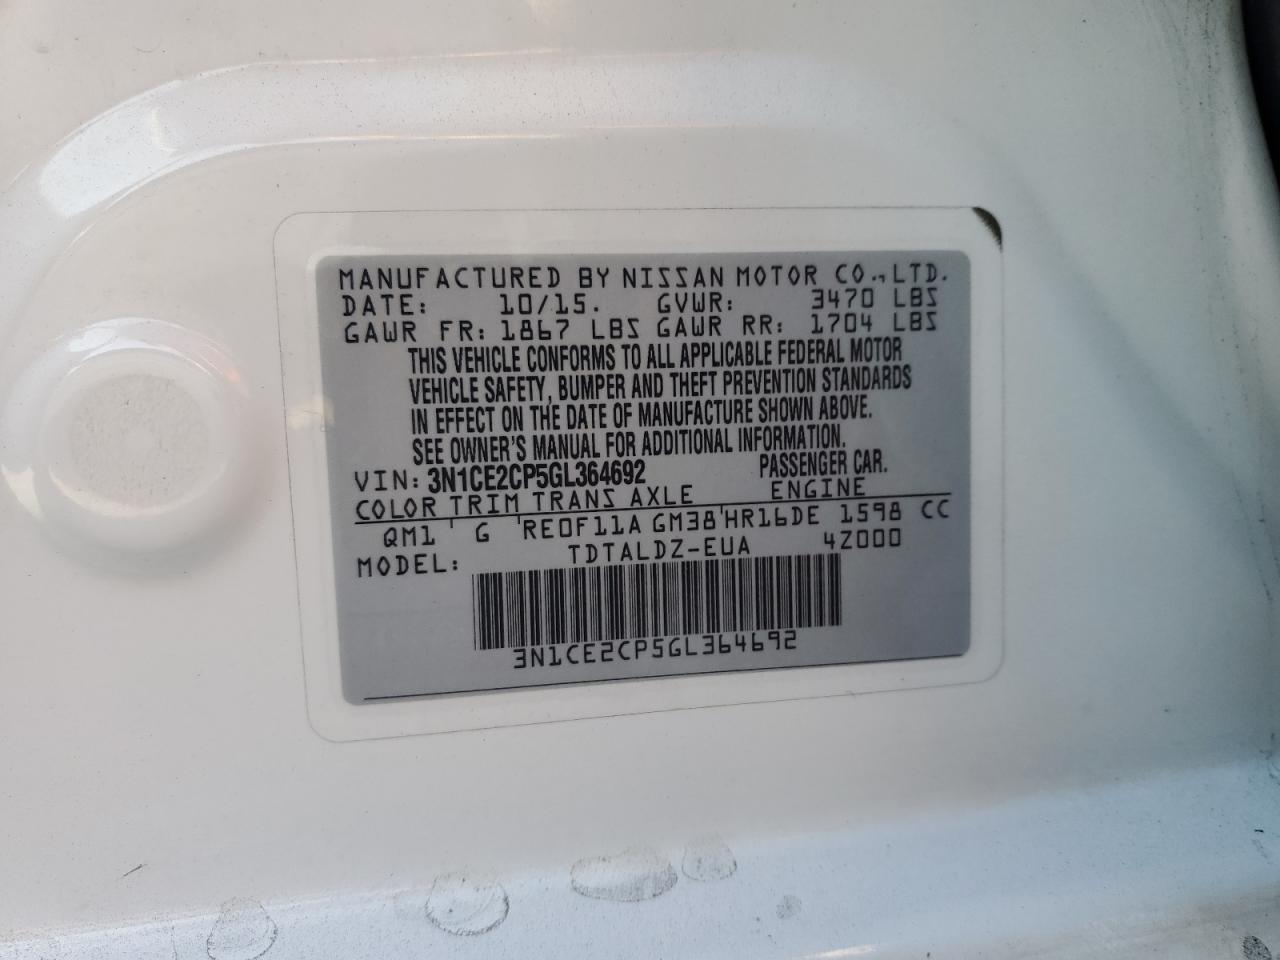 MANUFACTURED BY NISSAN MOTOR CO.,LTD.
DATE: 10/15. GVWR: 3470 LBS
GAWR FR: 1867 LBS GAWR RR: 1704 LBS
THIS VEHICLE CONFORMS TO ALL APPLICABLE FEDERAL MOTOR
VEHICLE SAFETY, BUMPER AND THEFT PREVENTION STANDARDS
IN EFFECT ON THE DATE OF MANUFACTURE SHOWN ABOVE.
SEE OWNER'S MANUAL FOR ADDITIONAL INFORMATION.
VIN: 3N1CE2CP5GL364692 PASSENGER CAR.
COLOR TRIM TRANS AXLE ENGINE
QM1 ' G 'RE0F11A GM38'HR16DE 1598 CC
MODEL: TDTALDZ-EUA 4Z000
3N1CE2CP5GL364692